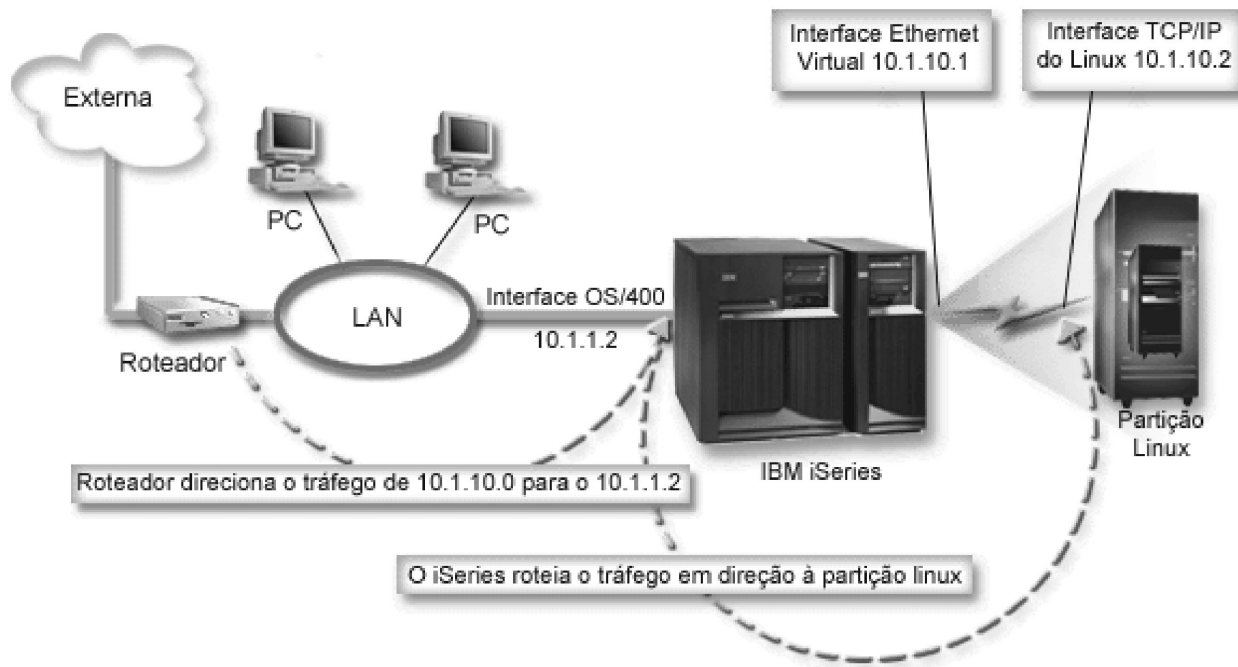 Interface Ethernet
Virtual 10.1.10.1
Interface TCP/IP
do Linux 10.1.10.2
Externa
PC
PC
Roteador
LAN
Interface OS/400
10.1.1.2
IBM iSeries
Partição
Linux
Roteador direciona o tráfego de 10.1.10.0 para o 10.1.1.2
O iSeries roteia o tráfego em direção à partição linux